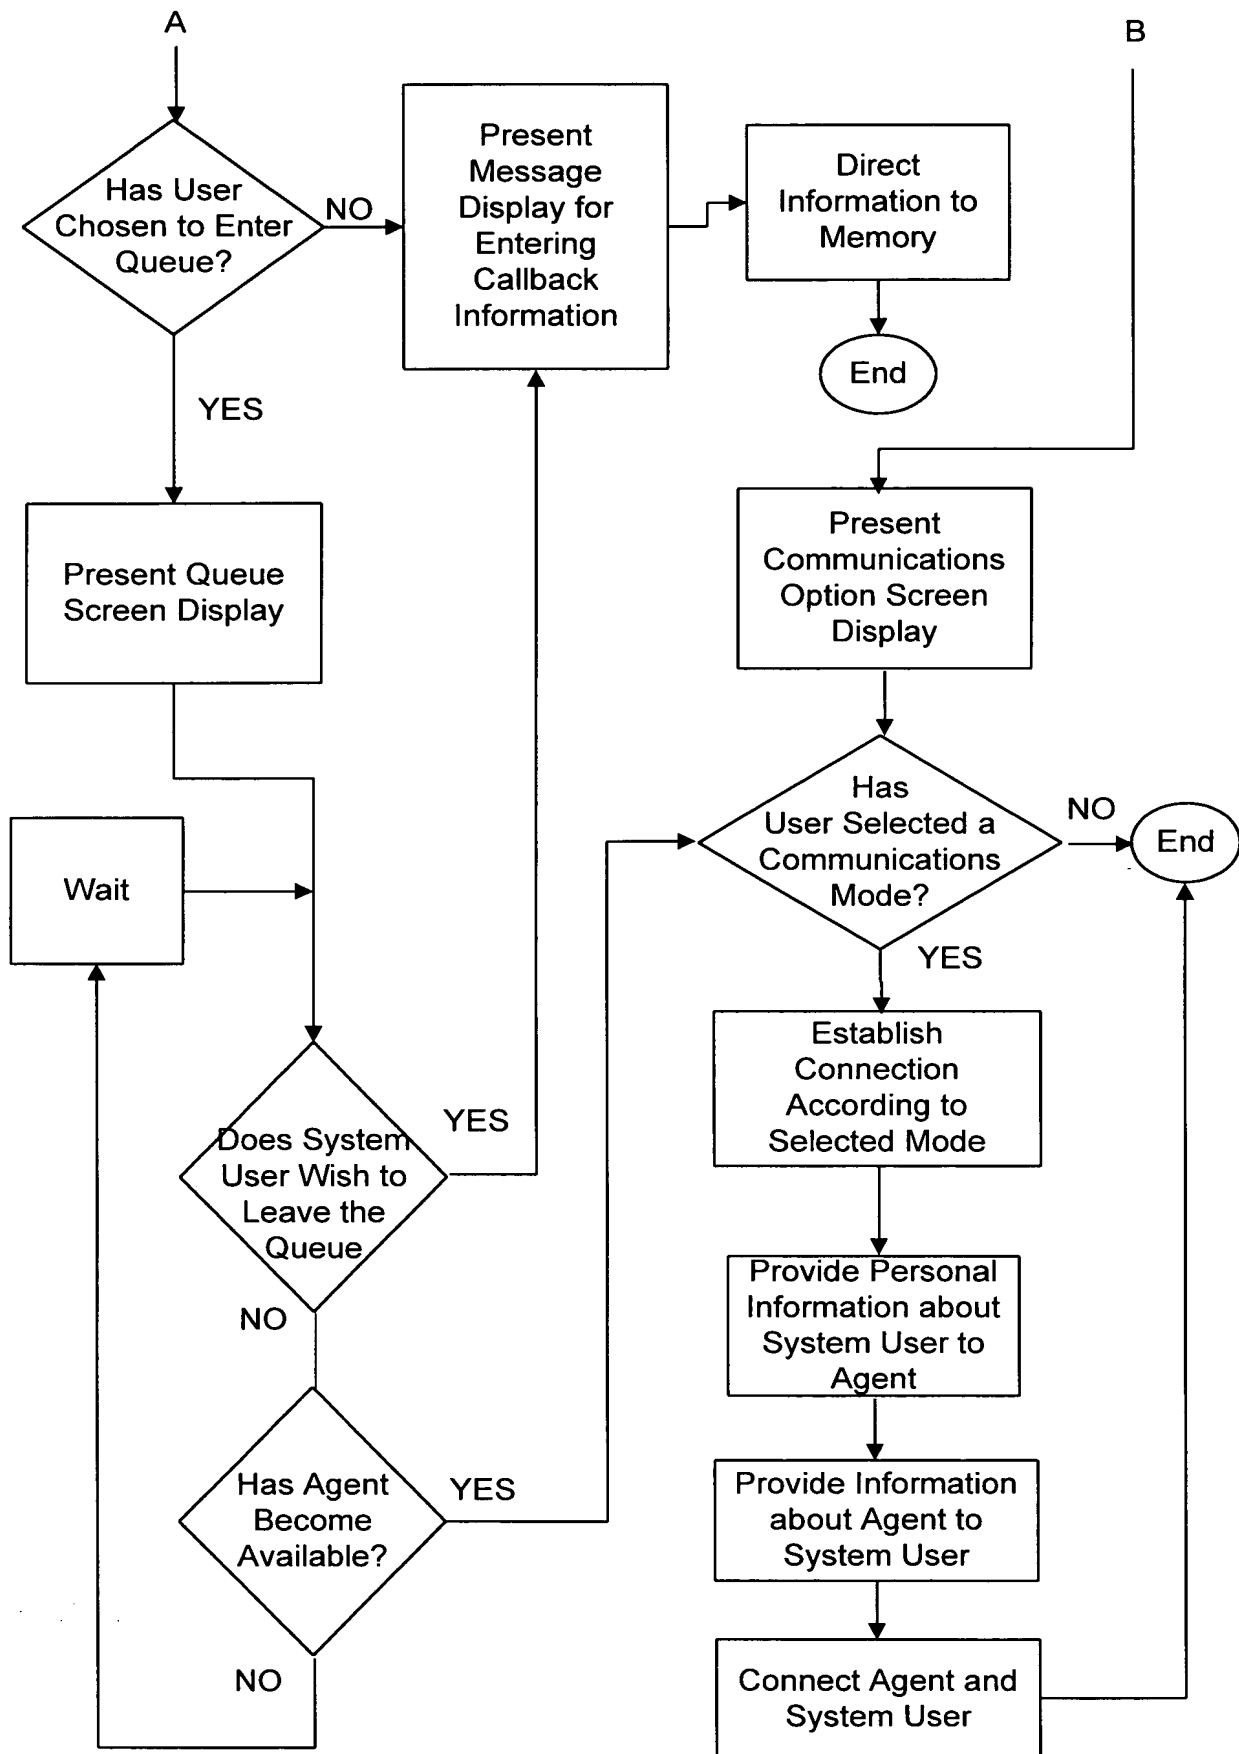 A
B
Has User
Chosen to Enter
Queue?
NO
Present
Message
Display for
Entering
Callback
Information
Direct
Information to
Memory
End
YES
Present Queue
Screen Display
Present
Communications
Option Screen
Display
Wait
Has
User Selected a
Communications
Mode?
NO
End
YES
Establish
Connection
According to
Selected Mode
Does System
User Wish to
Leave the
Queue
YES
NO
Provide Personal
Information about
System User to
Agent
Has Agent
Become
Available?
YES
NO
Provide Information
about Agent to
System User
Connect Agent and
System User